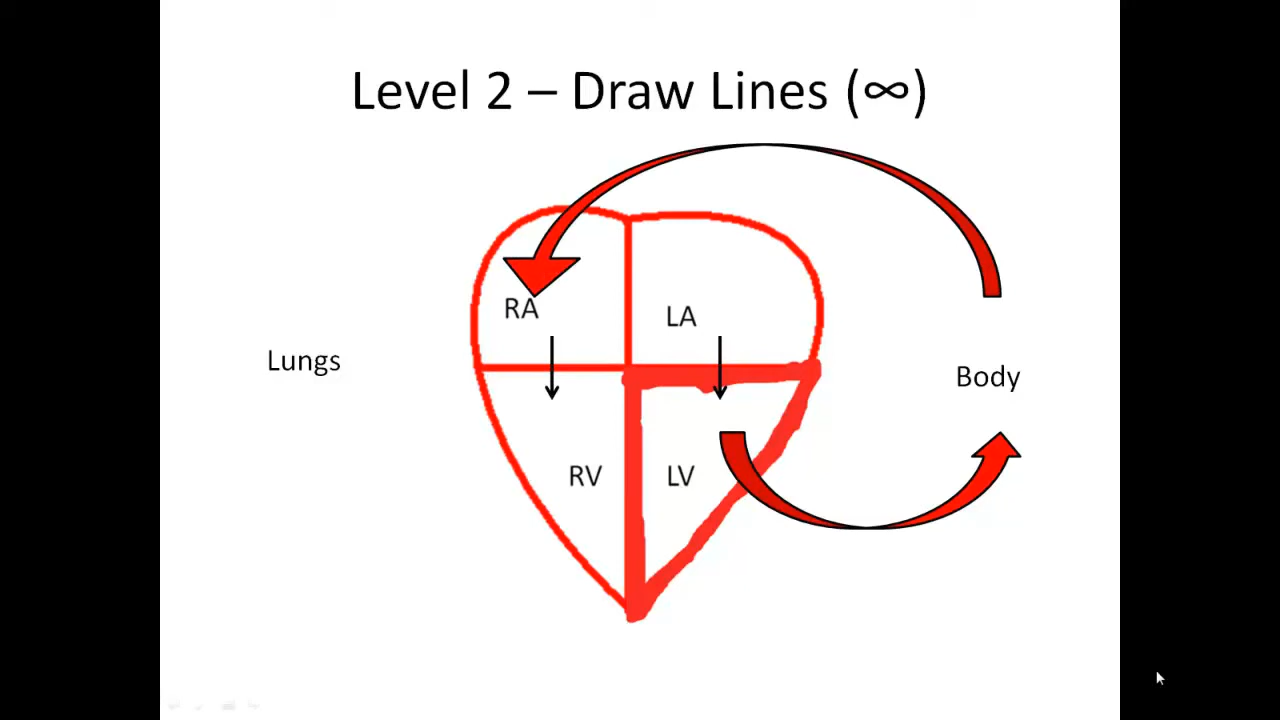 Level 2 – Draw Lines (∞)
RA
LA
Lungs
Body
RV
LV